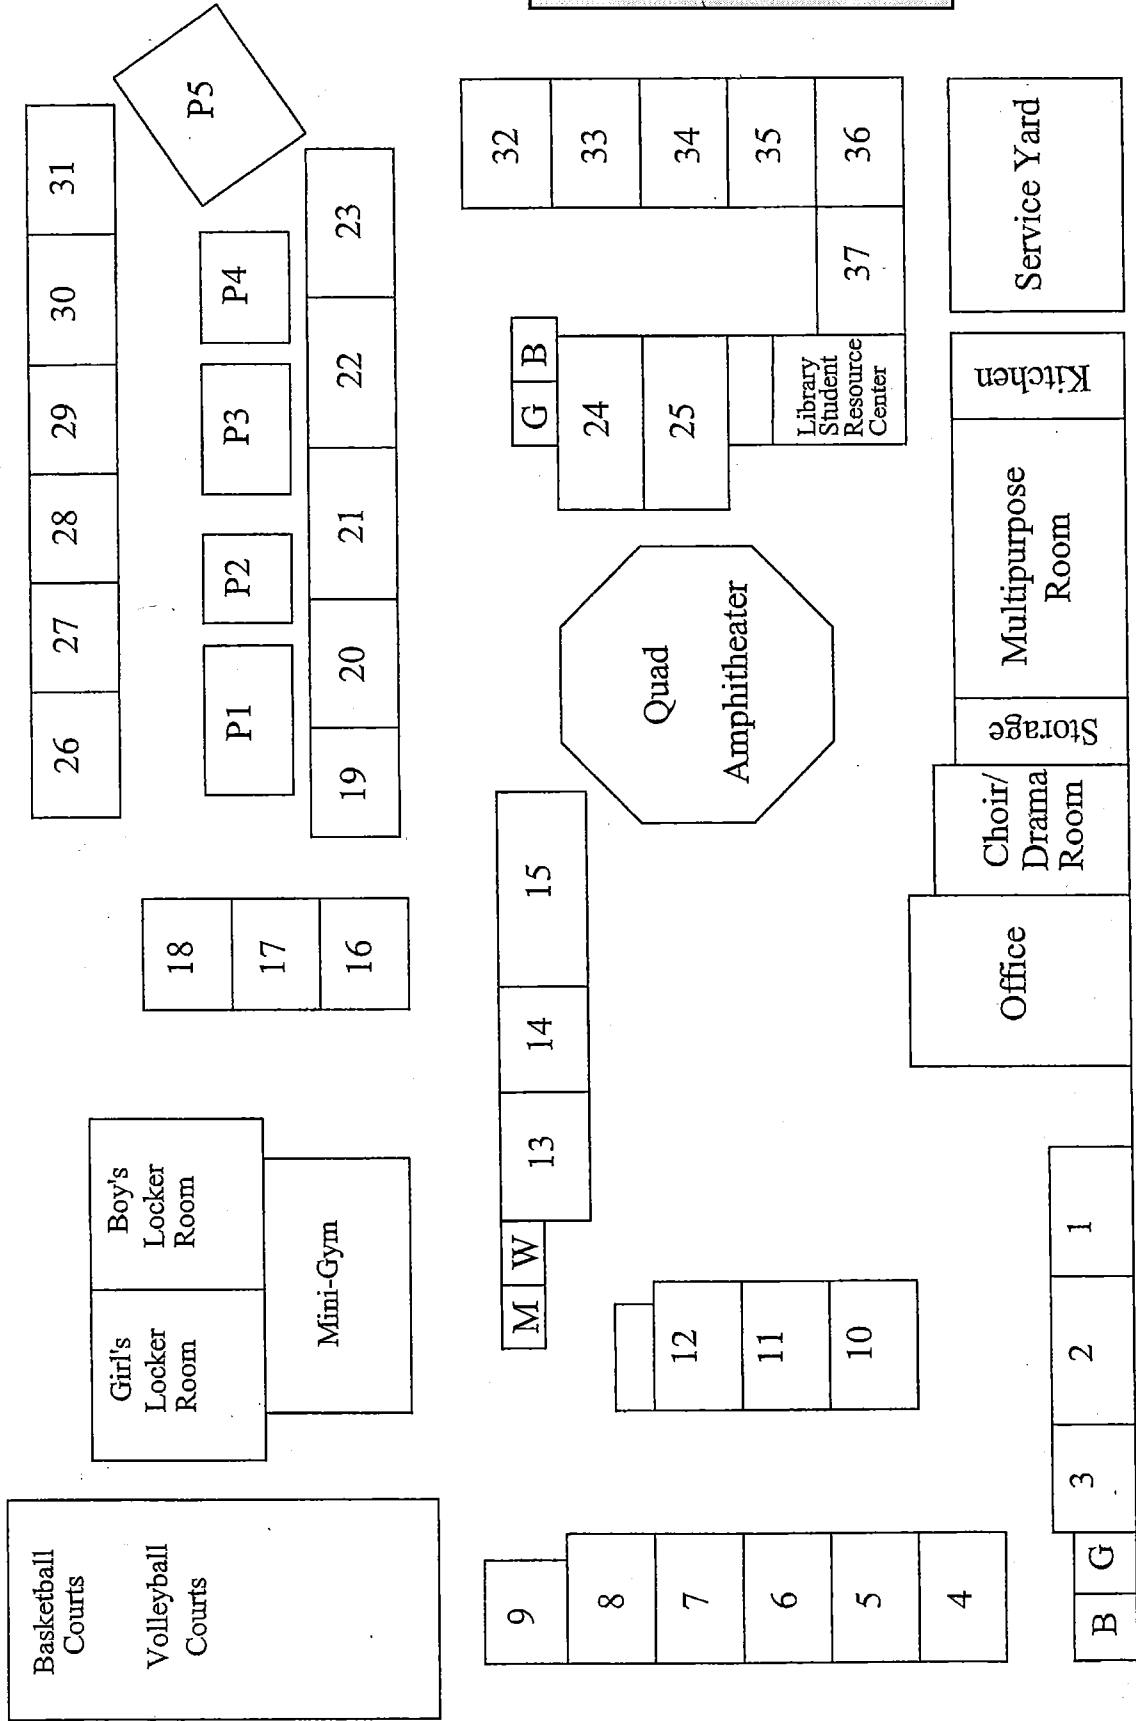 Basketball
Courts
Volleyball
Courts
Girl's
Locker
Room
Boy's
Locker
Room
Mini-Gym
18
17
16
26
27
28
29
30
31
P1
P2
P3
P4
P5
19
20
21
22
23
9
8
7
6
5
4
M
W
13
14
15
12
11
10
Quad
Amphitheater
G
B
24
25
Library
Student
Resource
Center
32
33
34
35
36
37
B
G
3
2
1
Office
Choir/
Drama
Room
Storage
Multipurpose
Room
Kitchen
Service Yard